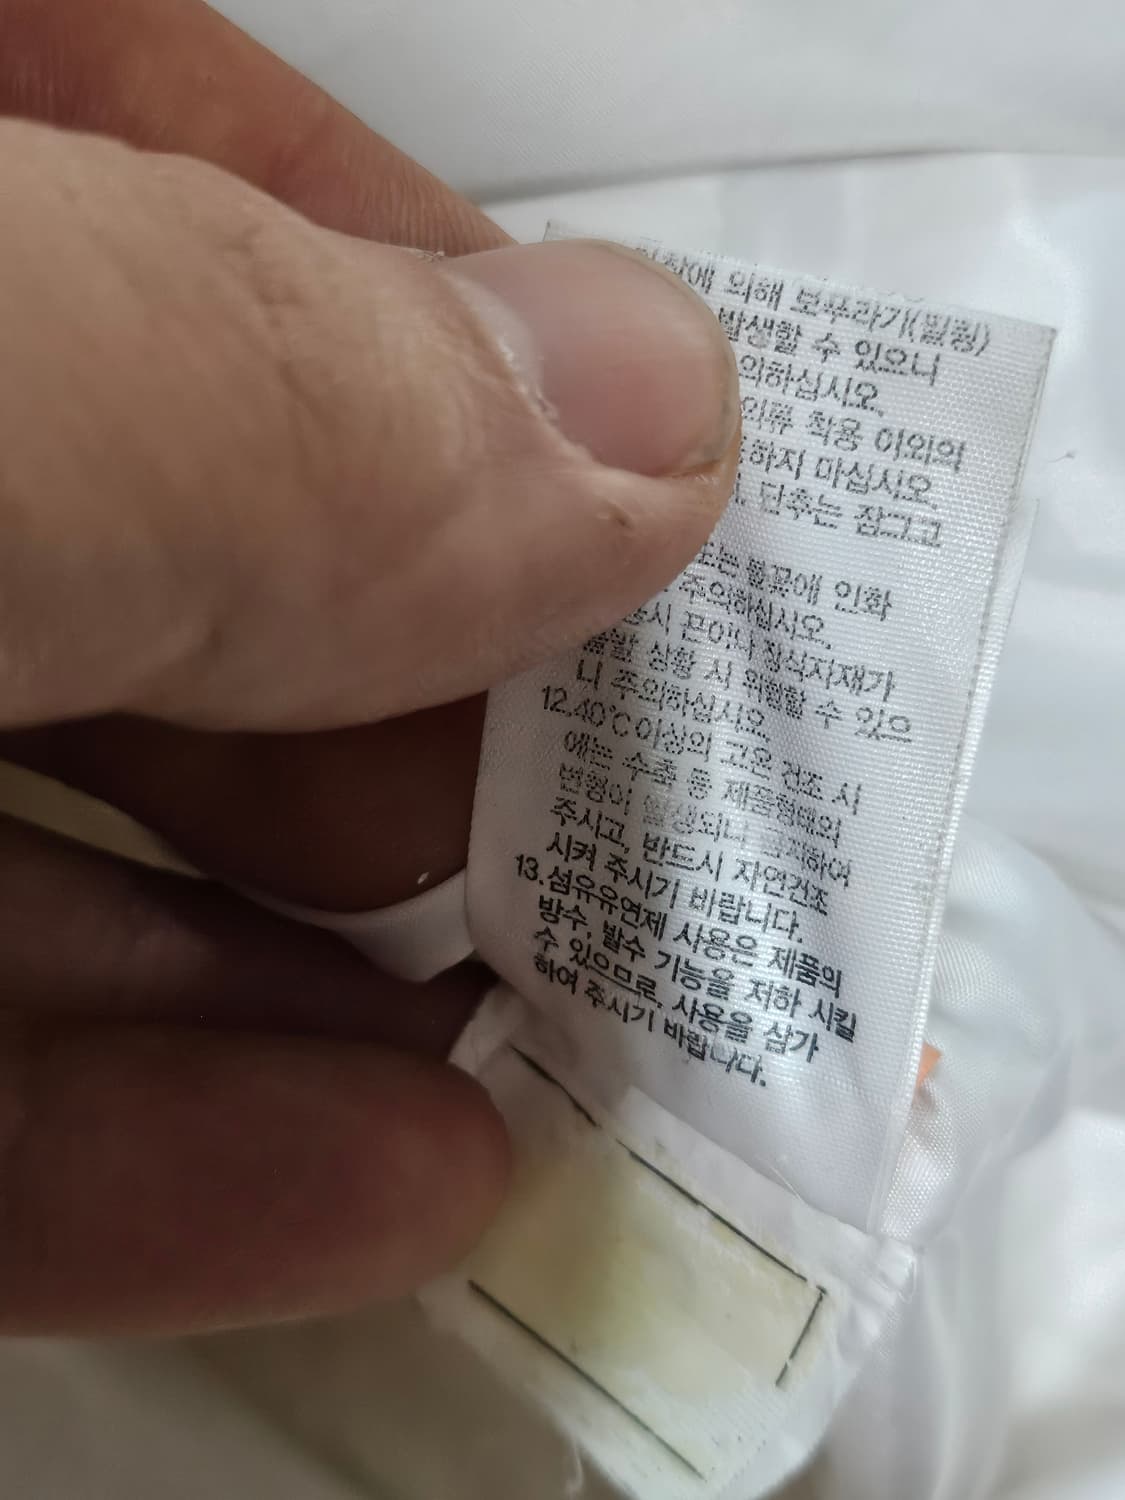 의해 보푸라기(필링)
발생할 수 있으니
의하십시오.
의류 착용 이외의
하지 마십시오.
단추는 잠그고
또는 불꽃에 인화
주의하십시오.
끈이나 장식자재가
상황 시 위험할 수 있으
니 주의하십시오.
12.40℃이상의 고온 건조 시
에는 수축 등 제품형태의
변형이 발생되니 고려하여
주시고, 반드시 자연건조
시켜 주시기 바랍니다.
13.섬유유연제 사용은 제품의
방수, 발수 기능을 저하 시킬
수 있으므로, 사용을 삼가
하여 주시기 바랍니다.